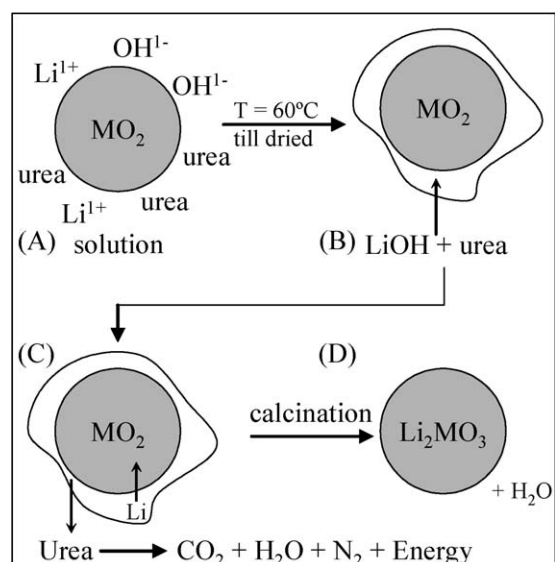 OH¹⁻
Li¹⁺
OH¹⁻
MO₂
urea
urea
Li¹⁺
urea
(A) solution
T = 60ºC
till dried
MO₂
(B) LiOH + urea
(C)
MO₂
Li
Urea → CO₂ + H₂O + N₂ + Energy
(D)
calcination
Li₂MO₃
+ H₂O